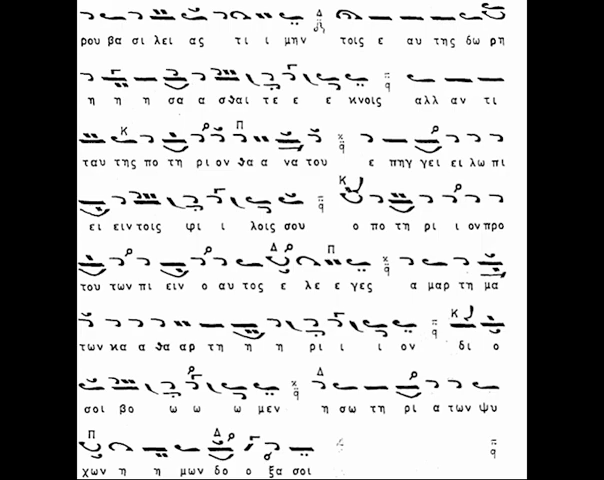 ρου βα σι λει ας τι ι μην τοις ε αυ της δω ρη
η η η σα α σθαι τε ε ε κνοις αλλ αν τι
ταυ της πο τη ρι ον θα α να του ε πηγ γει ει λω πι
ει ειν τοις φι ι λοις σου ο πο τη ρι ι ον προ
του των πι ειν ο αυ τος ε λε ε γες α μαρ τη μα
των κα α θα αρ τη η η ρι ι ι ον δι ο
σοι βο ω ω ω μεν η σω τη ρι α των ψυ
χων η η μων δο ο ξα σοι